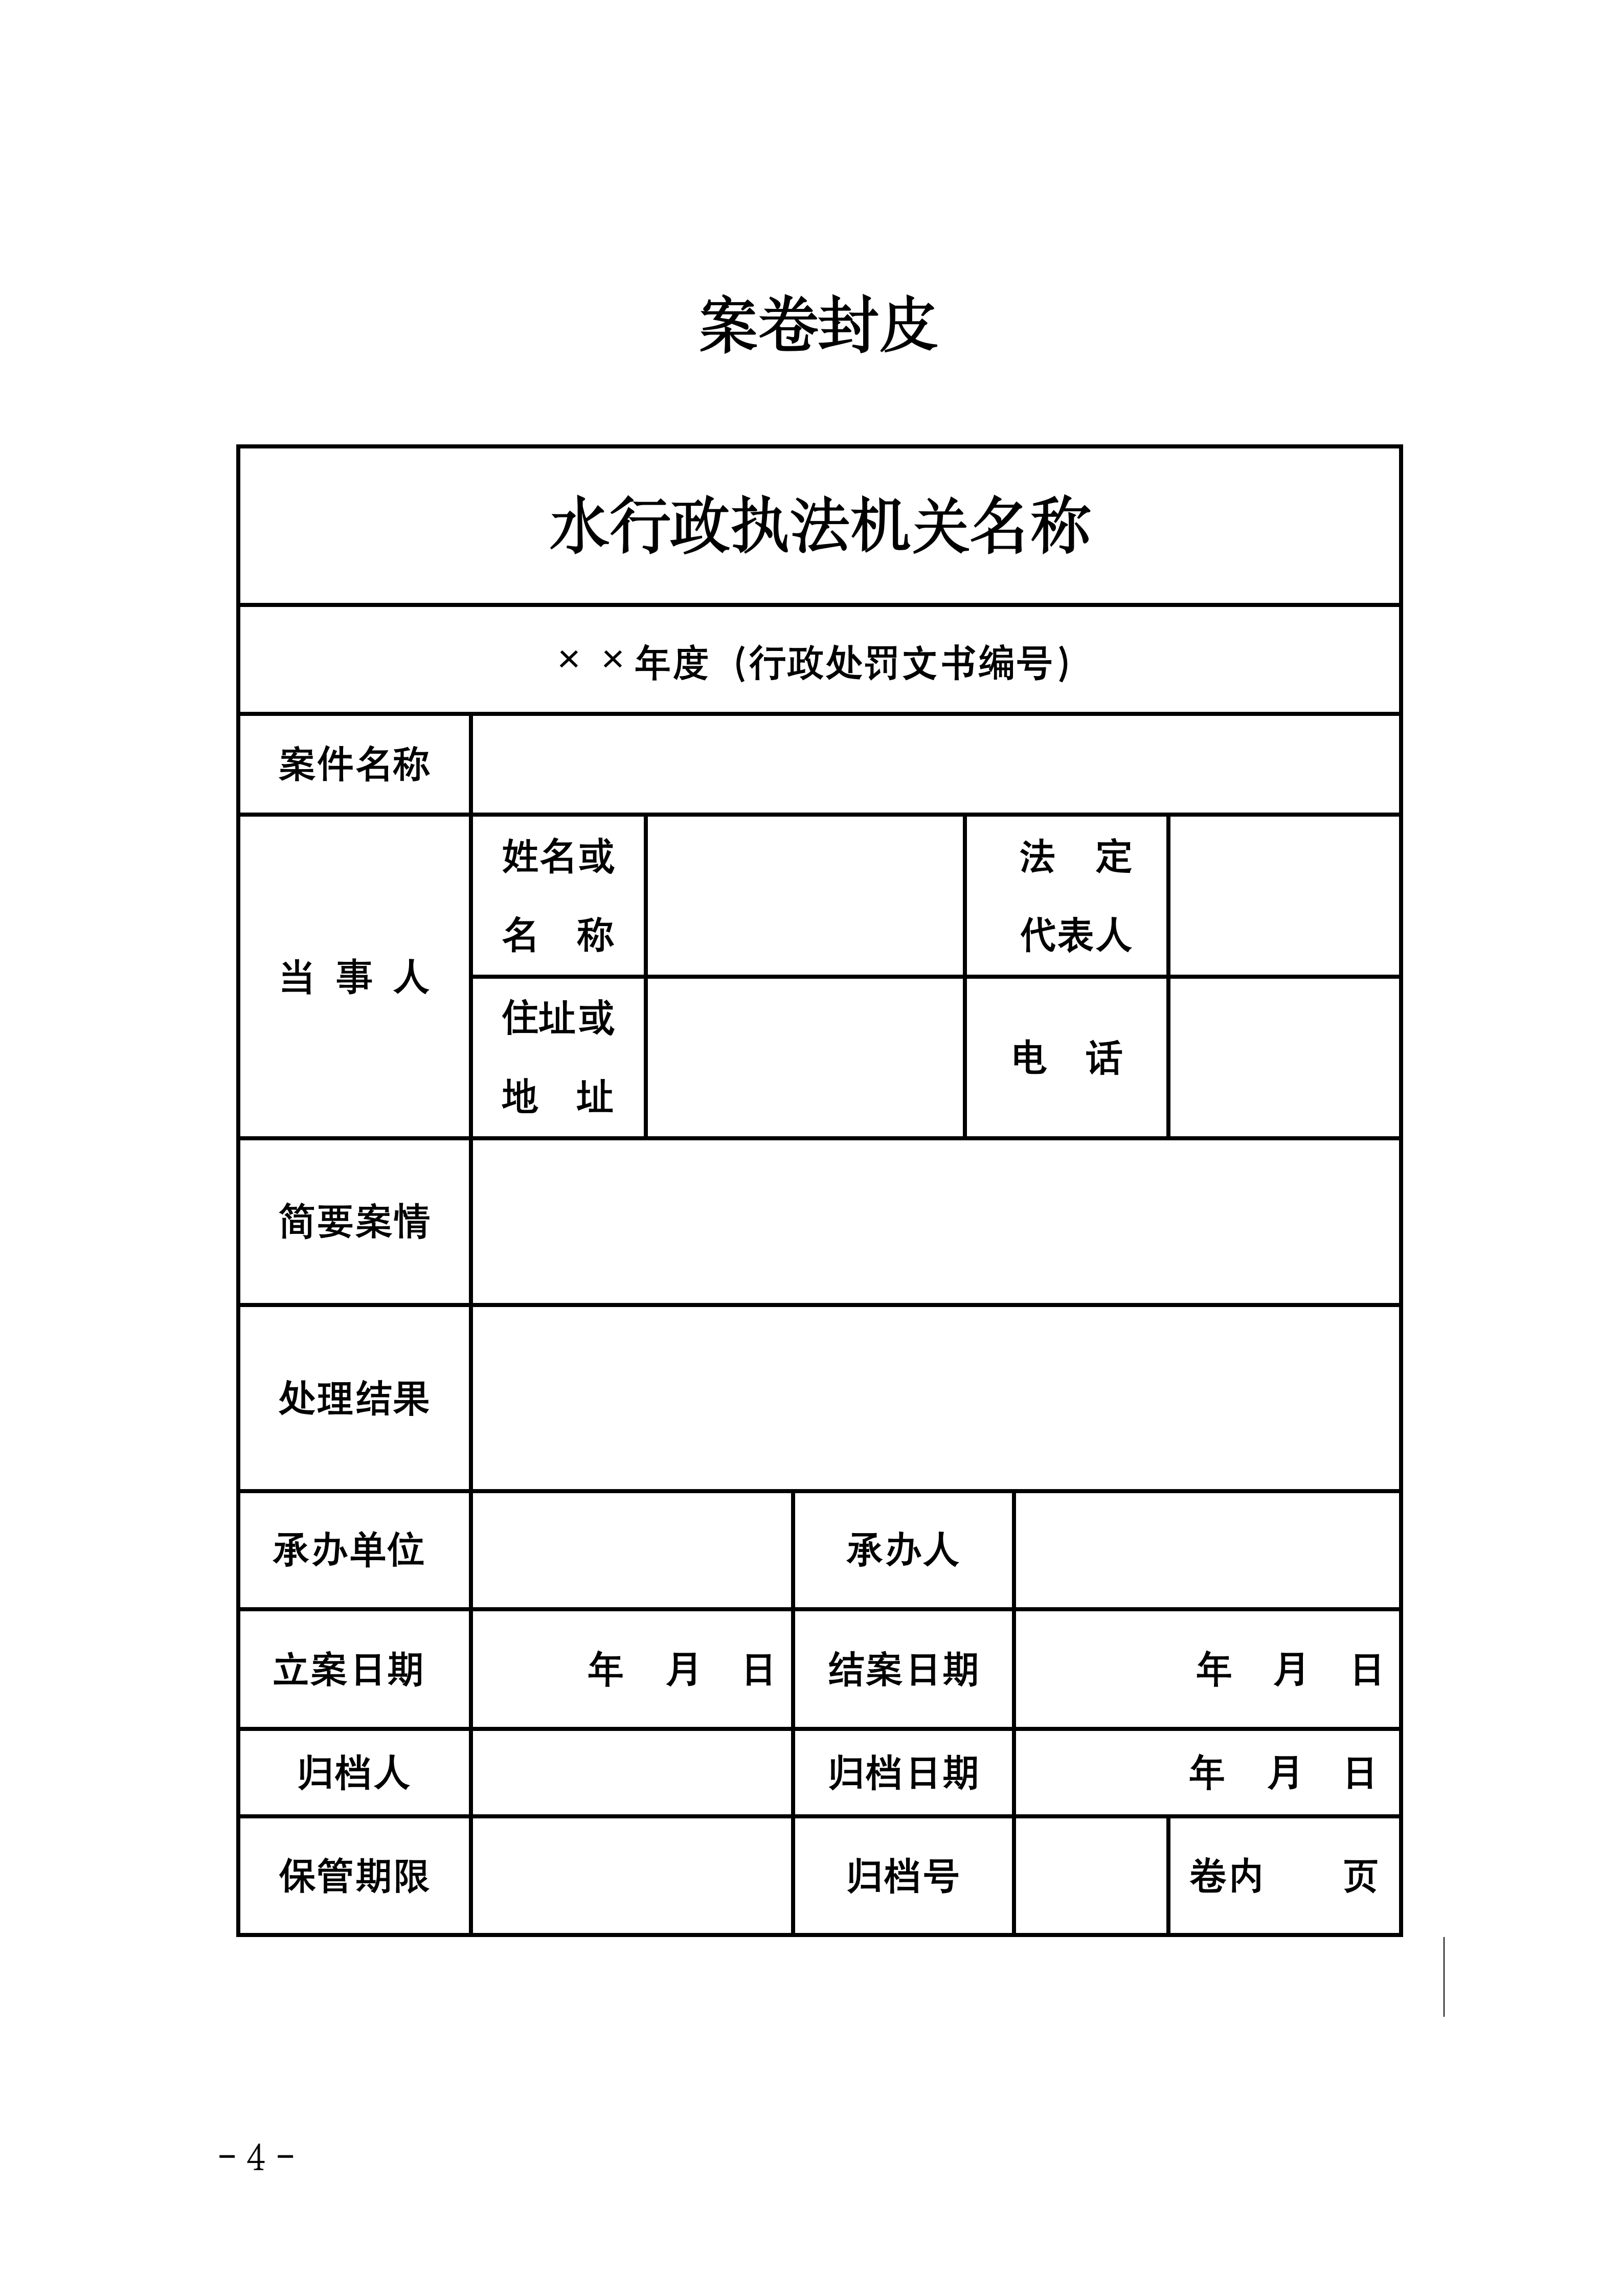 案卷封皮
水行政执法机关名称
××年度（行政处罚文书编号）
案件名称
当 事 人
姓名或
名　称
法　定
代表人
住址或
地　址
电　话
简要案情
处理结果
承办单位
承办人
立案日期
年　月　日
结案日期
年　月　日
归档人
归档日期
年　月　日
保管期限
归档号
卷内　　页
- 4 -